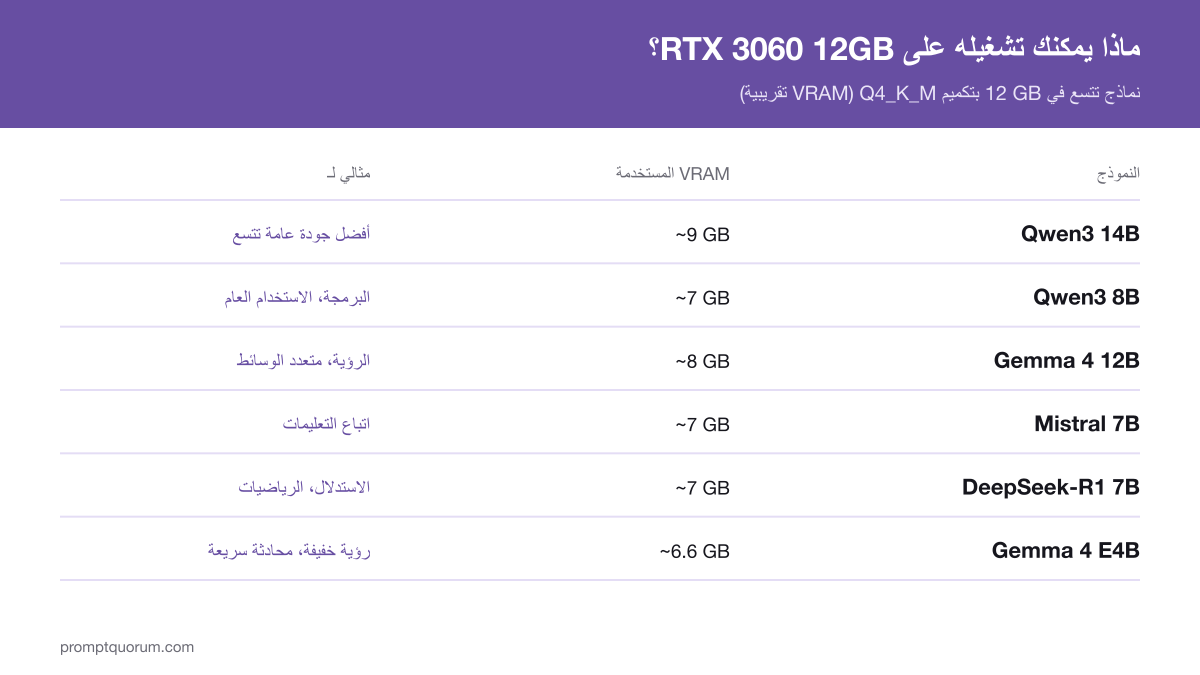 ماذا يمكنك تشغيله على RTX 3060 12GB؟
نماذج تتسع في 12 GB بتكميم Q4_K_M (VRAM تقريبية)
النموذج VRAM المستخدمة مثالي لـ
Qwen3 14B ~9 GB أفضل جودة عامة تتسع
Qwen3 8B ~7 GB البرمجة، الاستخدام العام
Gemma 4 12B ~8 GB الرؤية، متعدد الوسائط
Mistral 7B ~7 GB اتباع التعليمات
DeepSeek-R1 7B ~7 GB الاستدلال، الرياضيات
Gemma 4 E4B ~6.6 GB رؤية خفيفة، محادثة سريعة
promptquorum.com